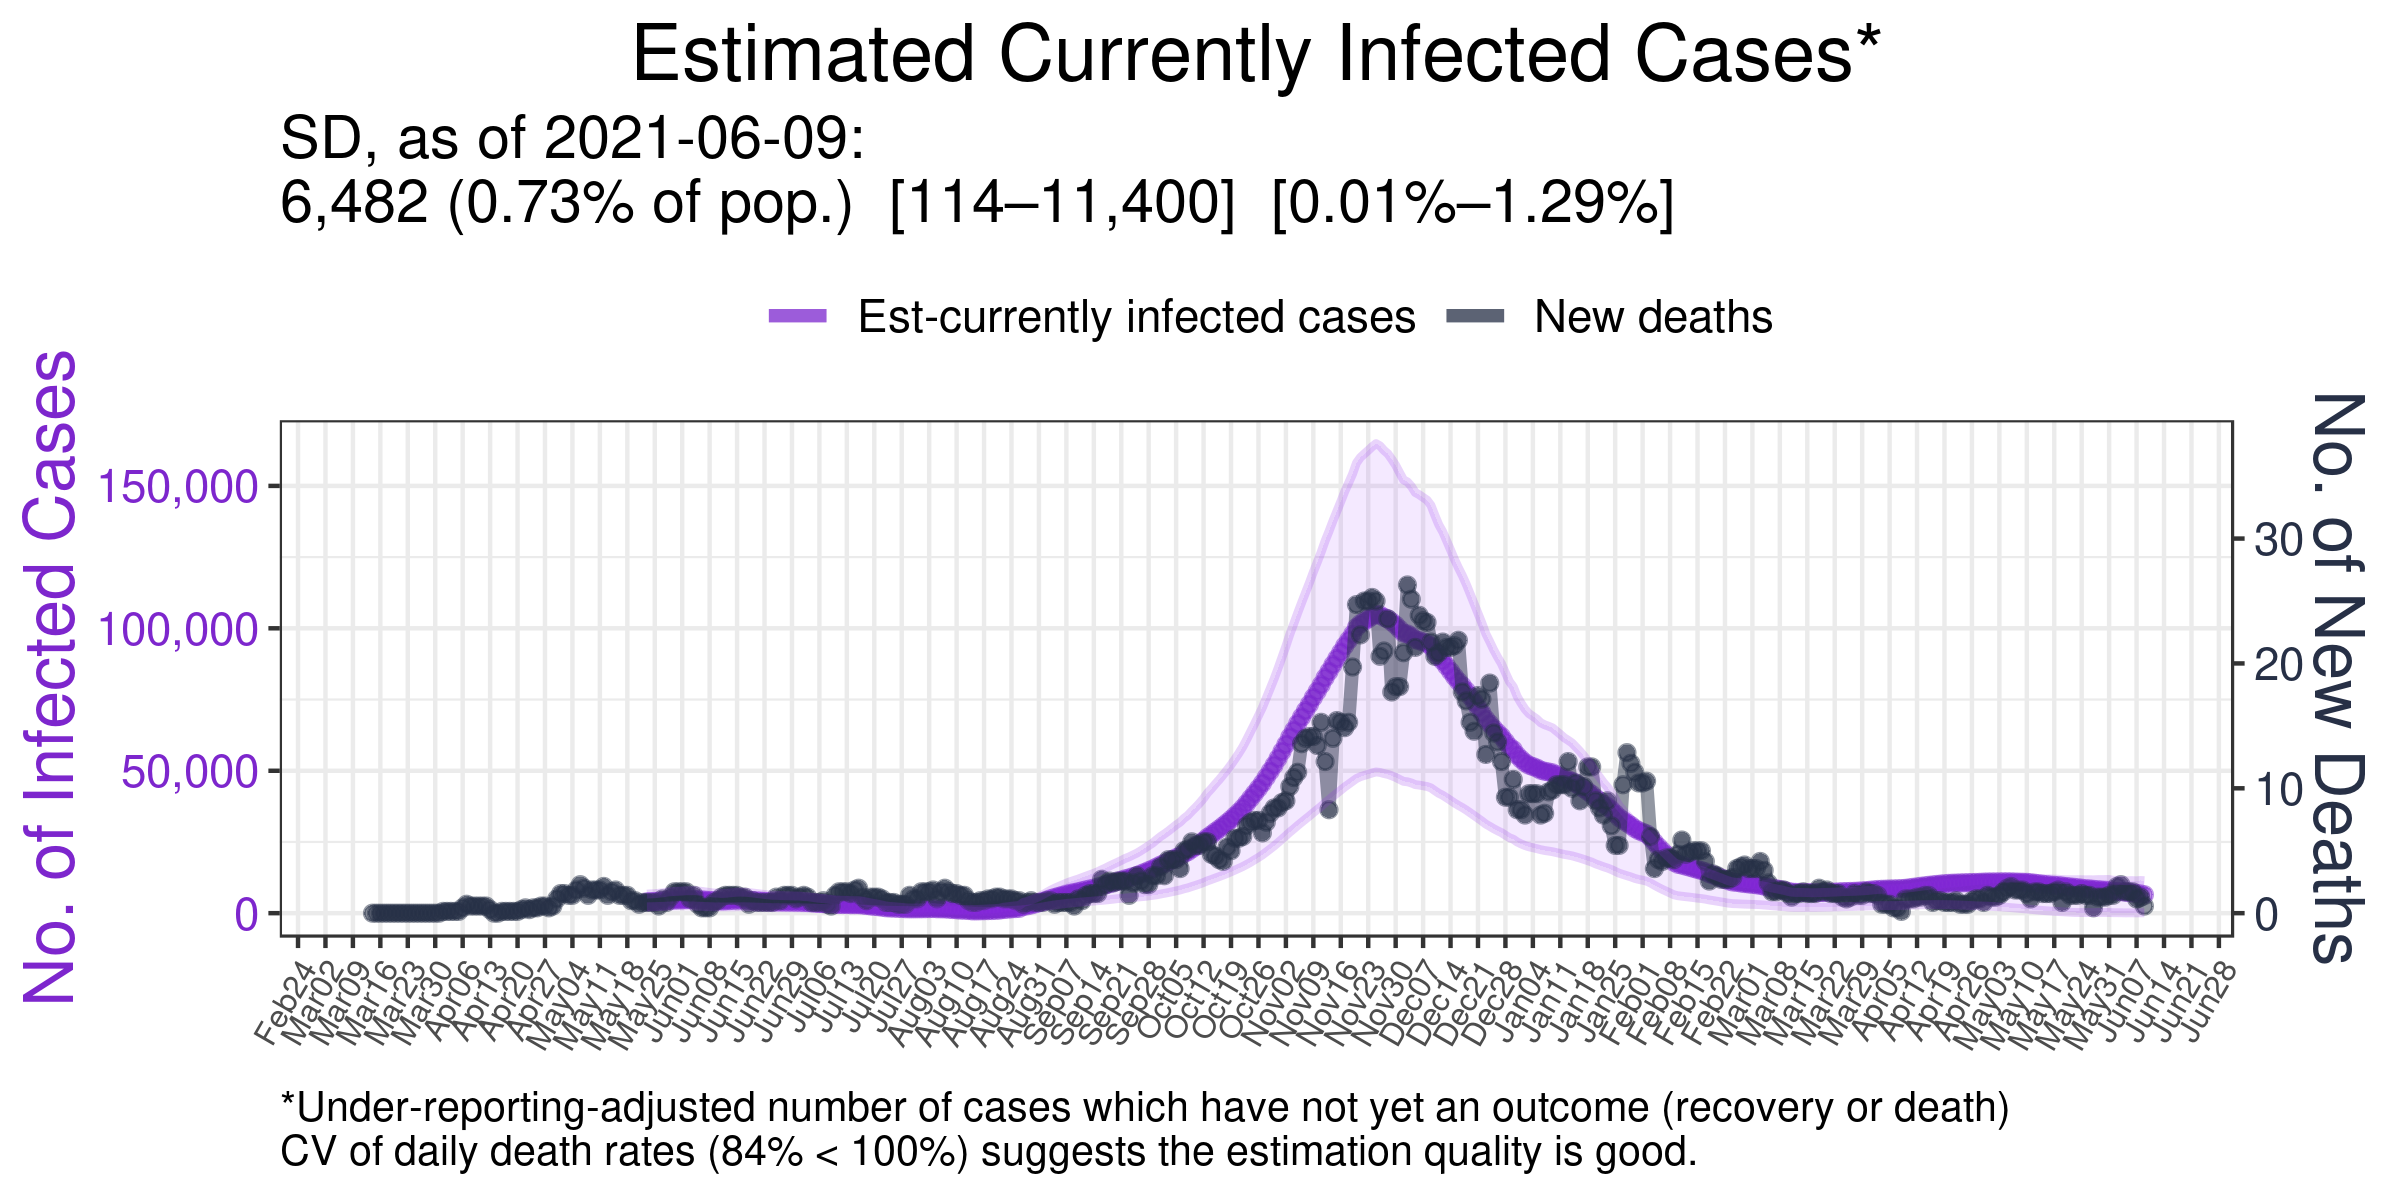 Estimated Currently Infected Cases*
SD, as of 2021-06-09:
6,482 (0.73% of pop.) [114–11,400] [0.01%–1.29%]
Est-currently infected cases New deaths
No. of Infected Cases
150,000
100,000
50,000
0
30
20
10
0
No. of New Deaths
Feb24 Mar02 Mar09 Mar16 Mar23 Mar30 Apr06 Apr13 Apr20 Apr27 May04 May11 May18 May25 Jun01 Jun08 Jun15 Jun22 Jun29 Jul06 Jul13 Jul20 Jul27 Aug03 Aug10 Aug17 Aug24 Aug31 Sep07 Sep14 Sep21 Sep28 Oct05 Oct12 Oct19 Oct26 Nov02 Nov09 Nov16 Nov23 Nov30 Dec07 Dec14 Dec21 Dec28 Jan04 Jan11 Jan18 Jan25 Feb01 Feb08 Feb15 Feb22 Mar01 Mar08 Mar15 Mar22 Mar29 Apr05 Apr12 Apr19 Apr26 May03 May10 May17 May24 May31 Jun07 Jun14 Jun21 Jun28
*Under-reporting-adjusted number of cases which have not yet an outcome (recovery or death)
CV of daily death rates (84% < 100%) suggests the estimation quality is good.